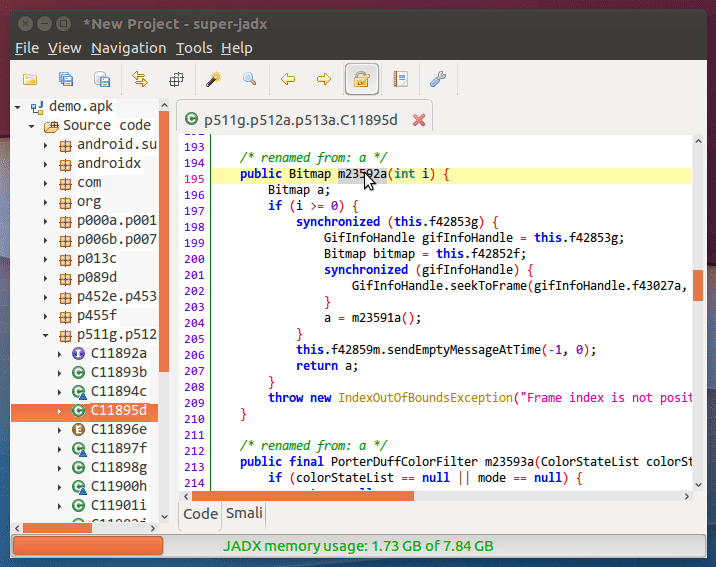 *New Project - super-jadx
File View Navigation Tools Help
demo.apk
Source code
android.su
androidx
com
org
p000a.p001
p006b.p007
p013c
p089d
p452e.p453
p455f
p511g.p512
C11892a
C11893b
C11894c
C11895d
C11896e
C11897f
C11898g
C11900h
C11901i
p511g.p512a.p513a.C11895d
193
194 /* renamed from: a */
195 public Bitmap m23592a(int i) {
196 Bitmap a;
197 if (i >= 0) {
198 synchronized (this.f42853g) {
199 GifInfoHandle gifInfoHandle = this.f42853g;
200 Bitmap bitmap = this.f42852f;
201 synchronized (gifInfoHandle) {
202 GifInfoHandle.seekToFrame(gifInfoHandle.f43027a,
203 }
204 a = m23591a();
205 }
206 this.f42859m.sendEmptyMessageAtTime(-1, 0);
207 return a;
208 }
209 throw new IndexOutOfBoundsException("Frame index is not posit
210 }
211
212 /* renamed from: a */
213 public final PorterDuffColorFilter m23593a(ColorStateList colorSt
214 if (colorStateList == null || mode == null) {
Code Smali
JADX memory usage: 1.73 GB of 7.84 GB